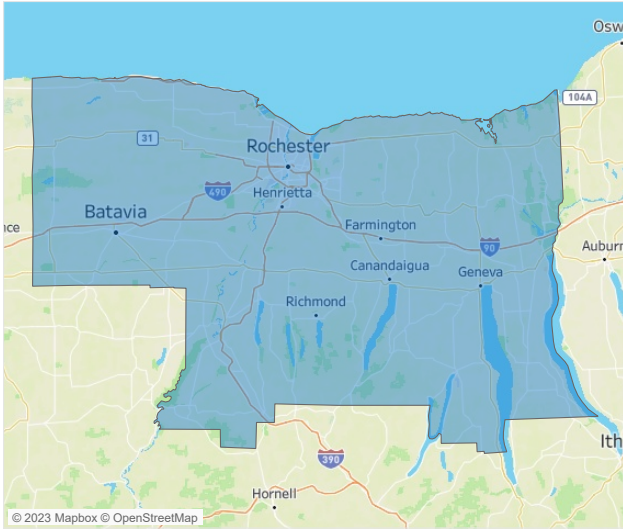 Osw
104A
31
Rochester
490
Henrietta
Batavia
Farmington
nce
90
Auburn
Canandaigua
Geneva
Richmond
Ith
390
Hornell
© 2023 Mapbox © OpenStreetMap